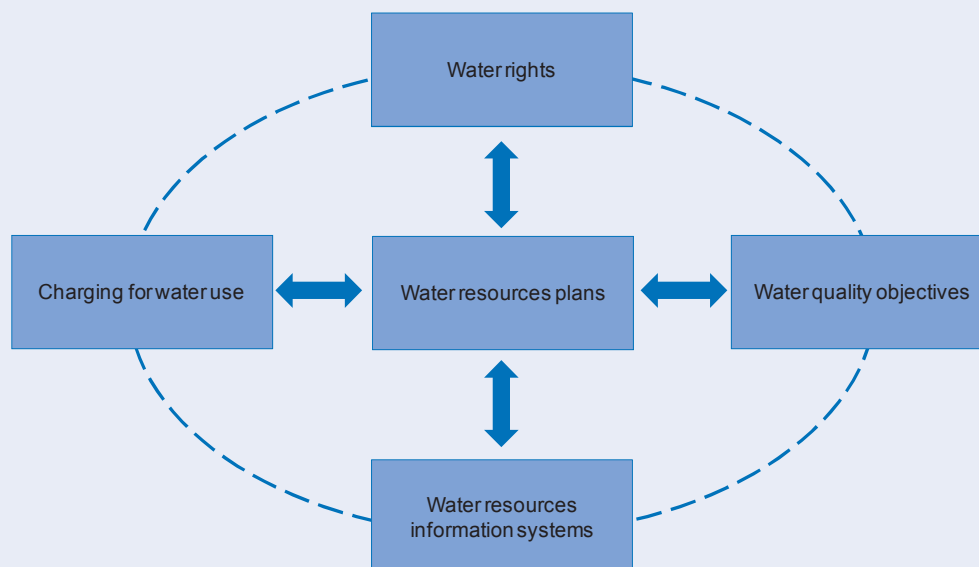 Water rights
Charging for water use
Water resources plans
Water quality objectives
Water resources
information systems